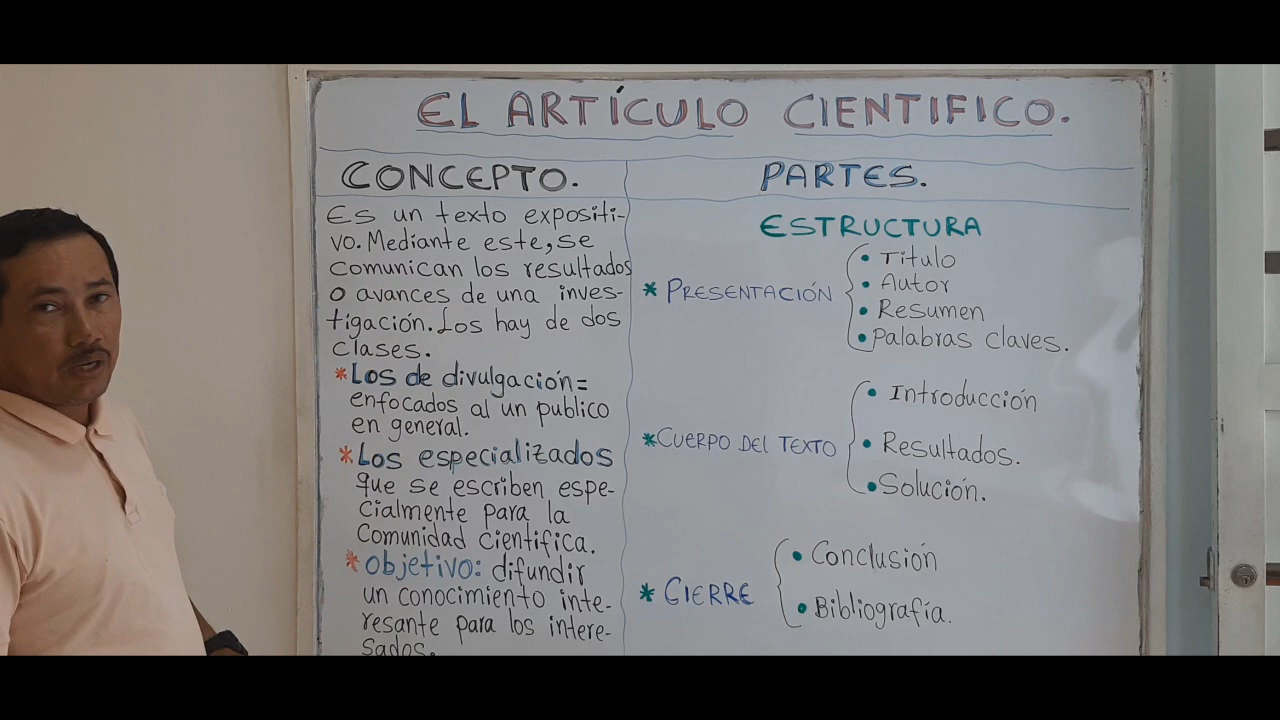 EL ARTÍCULO CIENTIFICO.
CONCEPTO.
Es un texto expositi-
vo. Mediante este, se
comunican los resultados
o avances de una inves-
tigación. Los hay de dos
clases.
*Los de divulgación=
enfocados al un publico
en general.
*Los especializados
que se escriben espe-
cialmente para la
Comunidad científica.
*objetivo: difundir
un conocimiento inte-
resante para los intere-
sados.
PARTES.
ESTRUCTURA
* PRESENTACIÓN
• Titulo
• Autor
• Resumen
• Palabras claves.
*CUERPO DEL TEXTO
• Introducción
• Resultados.
• Solución.
* CIERRE
• Conclusión
• Bibliografía.